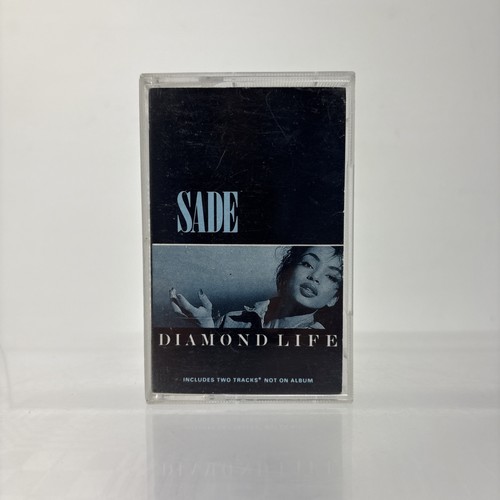 SADE
DIAMOND LIFE
INCLUDES TWO TRACKS* NOT ON ALBUM